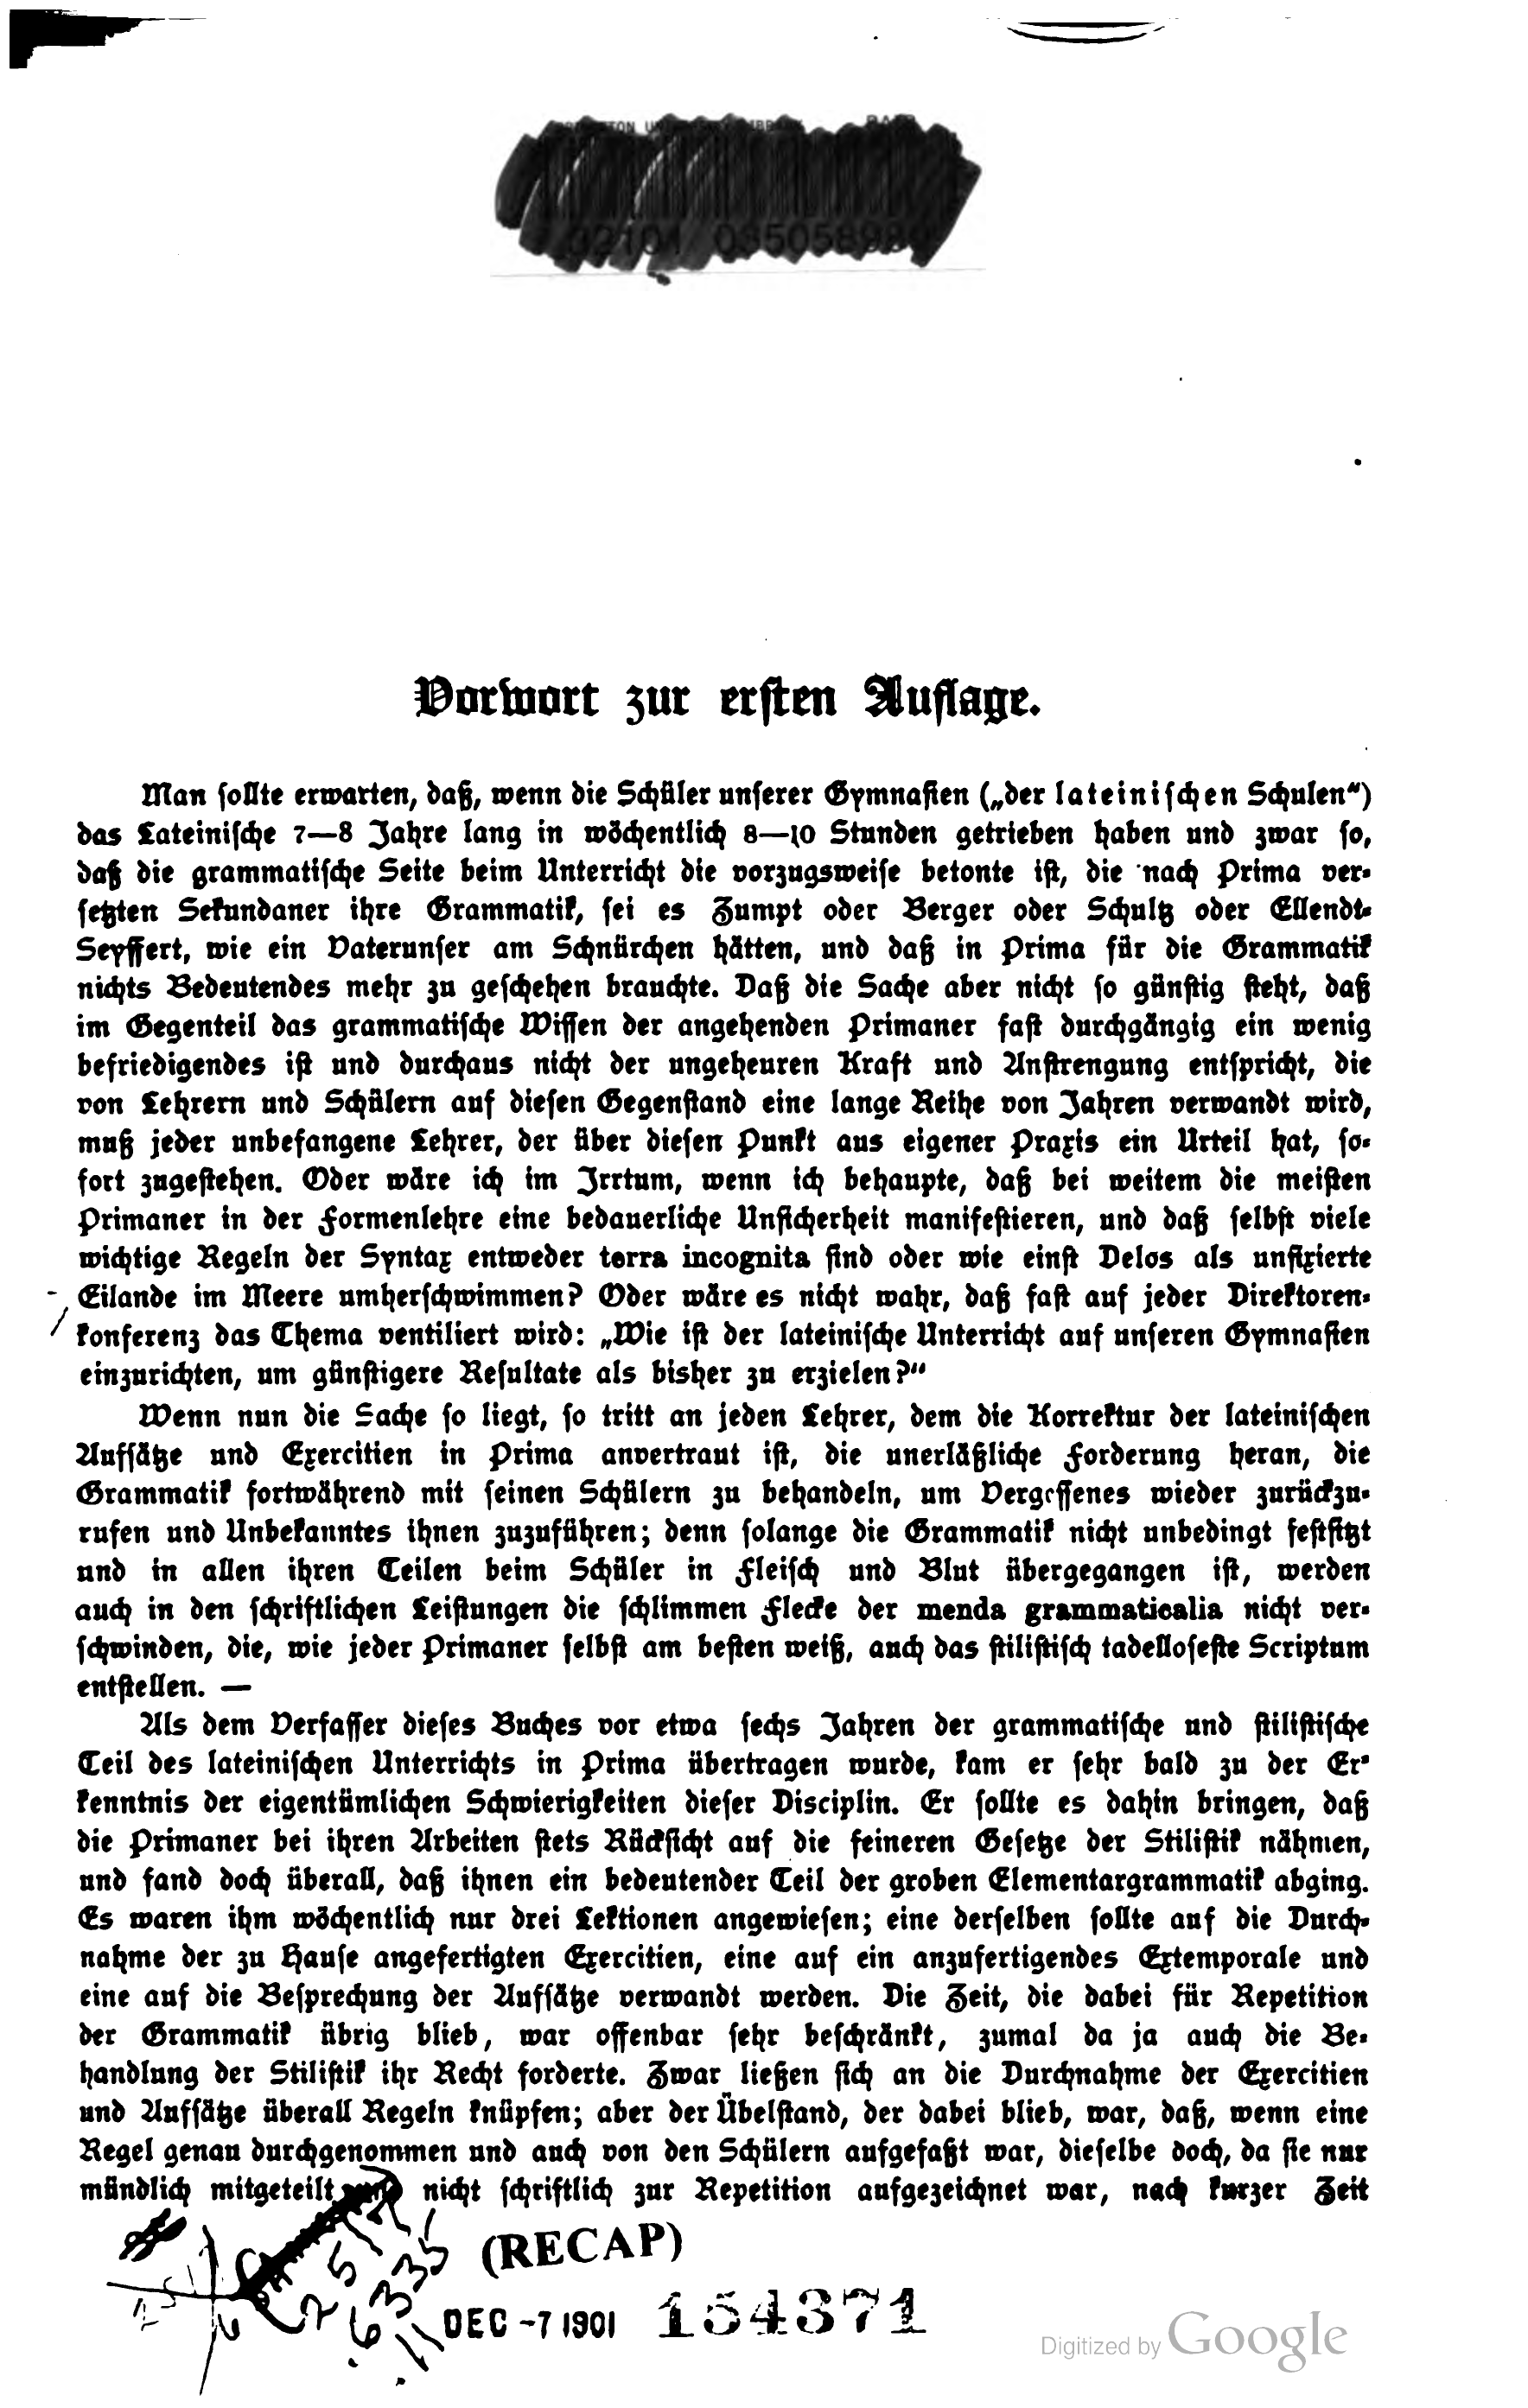 02101 035058989
Vorwort zur ersten Auflage.
Man sollte erwarten, daß, wenn die Schüler unserer Gymnasien („der lateinischen Schulen“)
das Lateinische 7—8 Jahre lang in wöchentlich 8—10 Stunden getrieben haben und zwar so,
daß die grammatische Seite beim Unterricht die vorzugsweise betonte ist, die nach Prima ver-
setzten Sekundaner ihre Grammatik, sei es Zumpt oder Berger oder Schultz oder Ellendt-
Seyffert, wie ein Vaterunser am Schnürchen hätten, und daß in Prima für die Grammatik
nichts Bedeutendes mehr zu geschehen brauchte. Daß die Sache aber nicht so günstig steht, daß
im Gegenteil das grammatische Wissen der angehenden Primaner fast durchgängig ein wenig
befriedigendes ist und durchaus nicht der ungeheuren Kraft und Anstrengung entspricht, die
von Lehrern und Schülern auf diesen Gegenstand eine lange Reihe von Jahren verwandt wird,
muß jeder unbefangene Lehrer, der über diesen Punkt aus eigener Praxis ein Urteil hat, so-
fort zugestehen. Oder wäre ich im Irrtum, wenn ich behaupte, daß bei weitem die meisten
Primaner in der Formenlehre eine bedauerliche Unsicherheit manifestieren, und daß selbst viele
wichtige Regeln der Syntax entweder terra incognita sind oder wie einst Delos als unfixierte
Eilande im Meere umherschwimmen? Oder wäre es nicht wahr, daß fast auf jeder Direktoren-
konferenz das Thema ventiliert wird: „Wie ist der lateinische Unterricht auf unseren Gymnasien
einzurichten, um günstigere Resultate als bisher zu erzielen?“
Wenn nun die Sache so liegt, so tritt an jeden Lehrer, dem die Korrektur der lateinischen
Aufsätze und Exercitien in Prima anvertraut ist, die unerläßliche Forderung heran, die
Grammatik fortwährend mit seinen Schülern zu behandeln, um Vergessenes wieder zurückzu-
rufen und Unbekanntes ihnen zuzuführen; denn solange die Grammatik nicht unbedingt festsitzt
und in allen ihren Teilen beim Schüler in Fleisch und Blut übergegangen ist, werden
auch in den schriftlichen Leistungen die schlimmen Flecke der menda grammaticalia nicht ver-
schwinden, die, wie jeder Primaner selbst am besten weiß, auch das stilistisch tadelloseste Scriptum
entstellen. —
Als dem Verfasser dieses Buches vor etwa sechs Jahren der grammatische und stilistische
Teil des lateinischen Unterrichts in Prima übertragen wurde, kam er sehr bald zu der Er-
kenntnis der eigentümlichen Schwierigkeiten dieser Disciplin. Er sollte es dahin bringen, daß
die Primaner bei ihren Arbeiten stets Rücksicht auf die feineren Gesetze der Stilistik nähmen,
und fand doch überall, daß ihnen ein bedeutender Teil der groben Elementargrammatik abging.
Es waren ihm wöchentlich nur drei Lektionen angewiesen; eine derselben sollte auf die Durch-
nahme der zu Hause angefertigten Exercitien, eine auf ein anzufertigendes Extemporale und
eine auf die Besprechung der Aufsätze verwandt werden. Die Zeit, die dabei für Repetition
der Grammatik übrig blieb, war offenbar sehr beschränkt, zumal da ja auch die Be-
handlung der Stilistik ihr Recht forderte. Zwar ließen sich an die Durchnahme der Exercitien
und Aufsätze überall Regeln knüpfen; aber der Übelstand, der dabei blieb, war, daß, wenn eine
Regel genau durchgenommen und auch von den Schülern aufgefaßt war, dieselbe doch, da sie nur
mündlich mitgeteilt und nicht schriftlich zur Repetition aufgezeichnet war, nach kurzer Zeit
(RECAP)
DEC -7 1901 154371
Digitized by Google